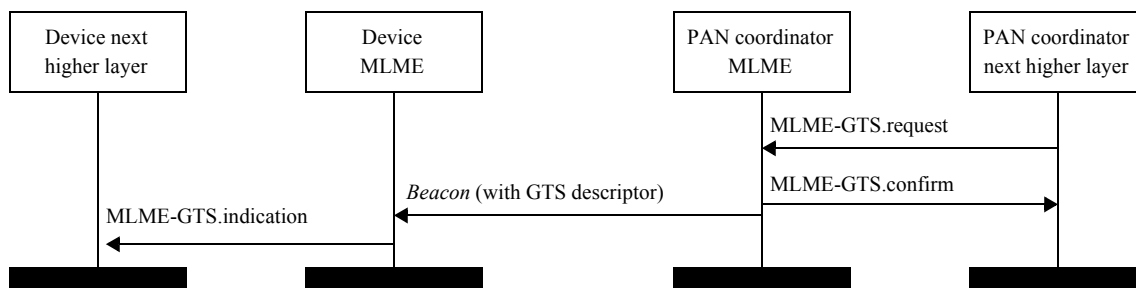 Device next
higher layer
Device
MLME
PAN coordinator
MLME
PAN coordinator
next higher layer
MLME-GTS.request
MLME-GTS.confirm
Beacon (with GTS descriptor)
MLME-GTS.indication